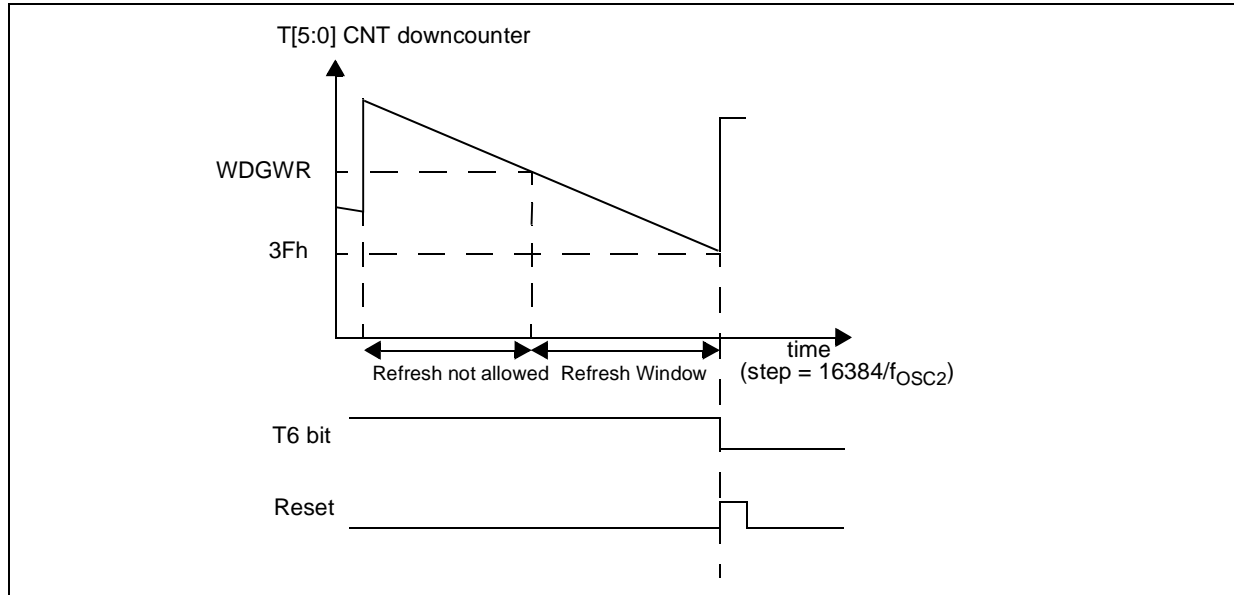 T[5:0] CNT downcounter
WDGWR
3Fh
time
Refresh not allowed Refresh Window (step = 16384/fOSC2)
T6 bit
Reset